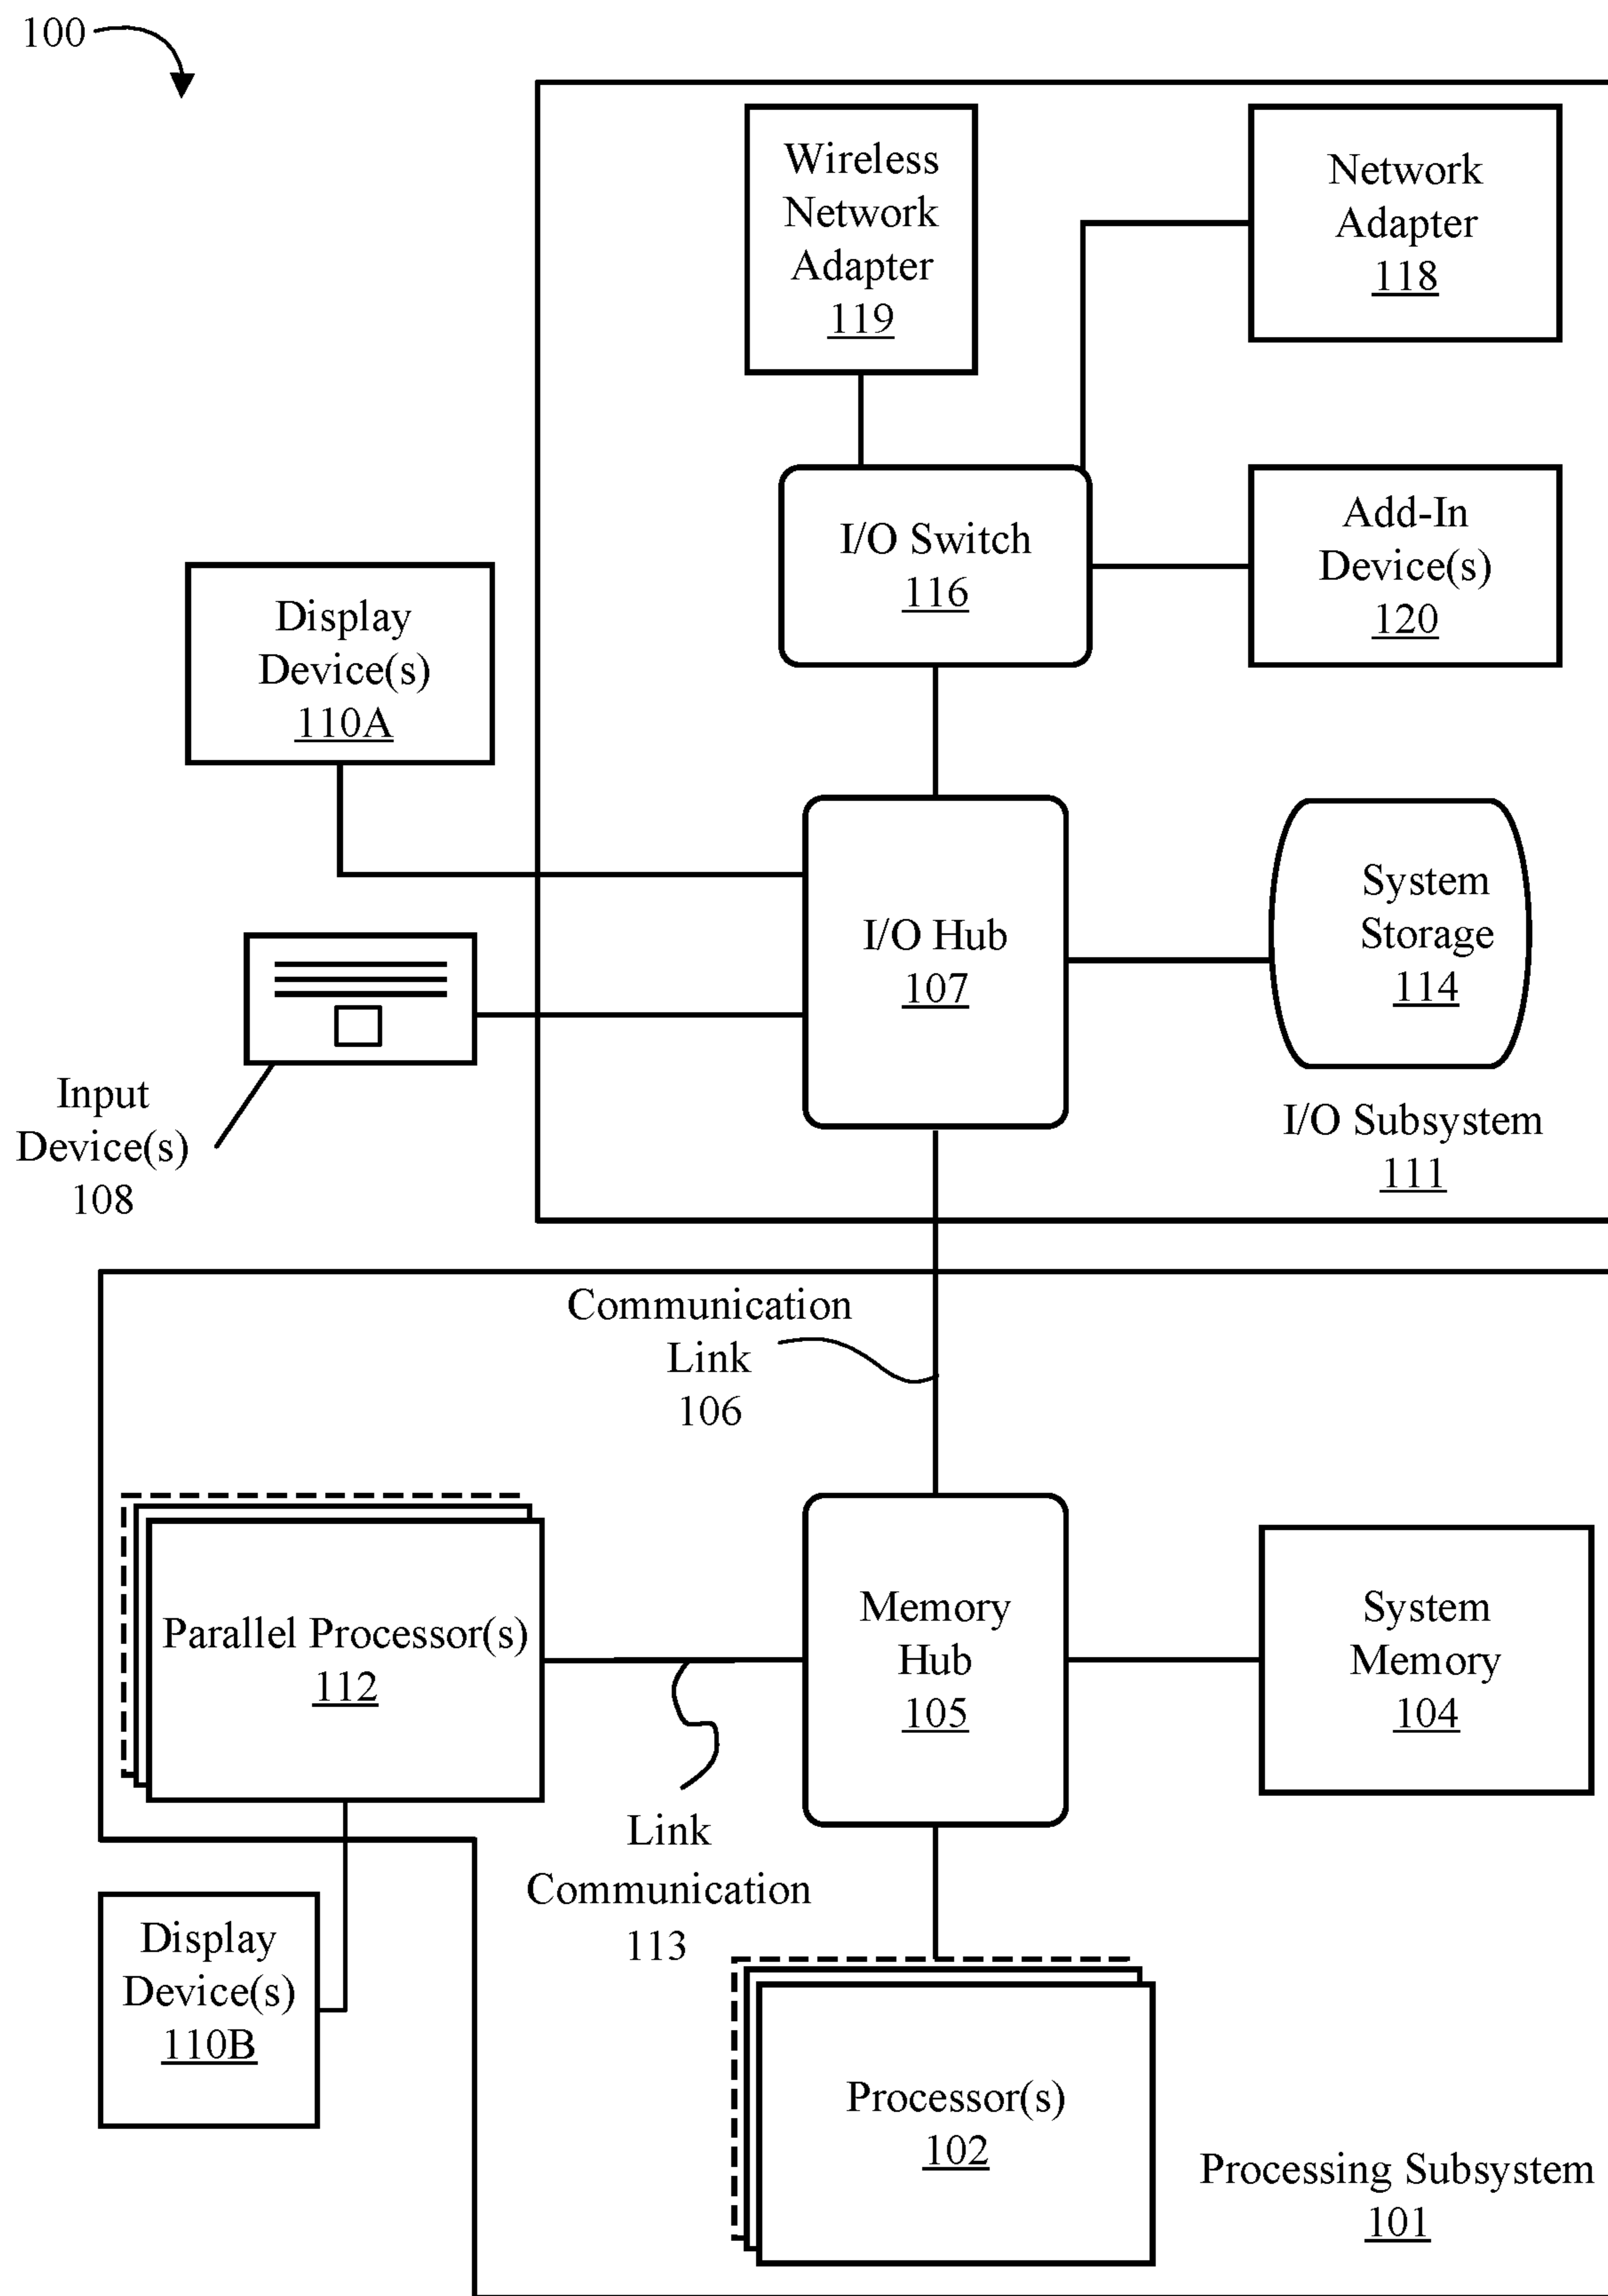 100
Wireless
Network
Adapter
119
Network
Adapter
118
I/O Switch
116
Add-In
Device(s)
120
Display
Device(s)
110A
I/O Hub
107
System
Storage
114
Input
Device(s)
108
I/O Subsystem
111
Communication
Link
106
Parallel Processor(s)
112
Memory
Hub
105
System
Memory
104
Link
Communication
113
Display
Device(s)
110B
Processor(s)
102
Processing Subsystem
101